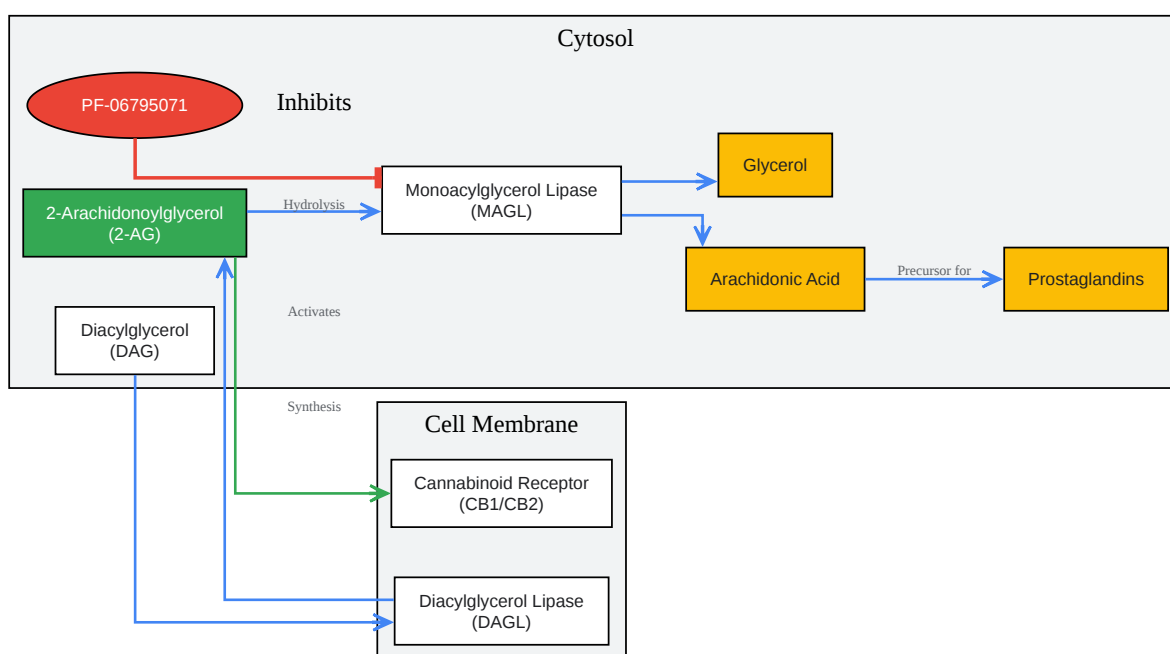 Cytosol
PF-06795071
Inhibits
Glycerol
Monoacylglycerol Lipase
(MAGL)
2-Arachidonoylglycerol
(2-AG)
Hydrolysis
Arachidonic Acid
Precursor for
Prostaglandins
Activates
Diacylglycerol
(DAG)
Synthesis
Cell Membrane
Cannabinoid Receptor
(CB1/CB2)
Diacylglycerol Lipase
(DAGL)